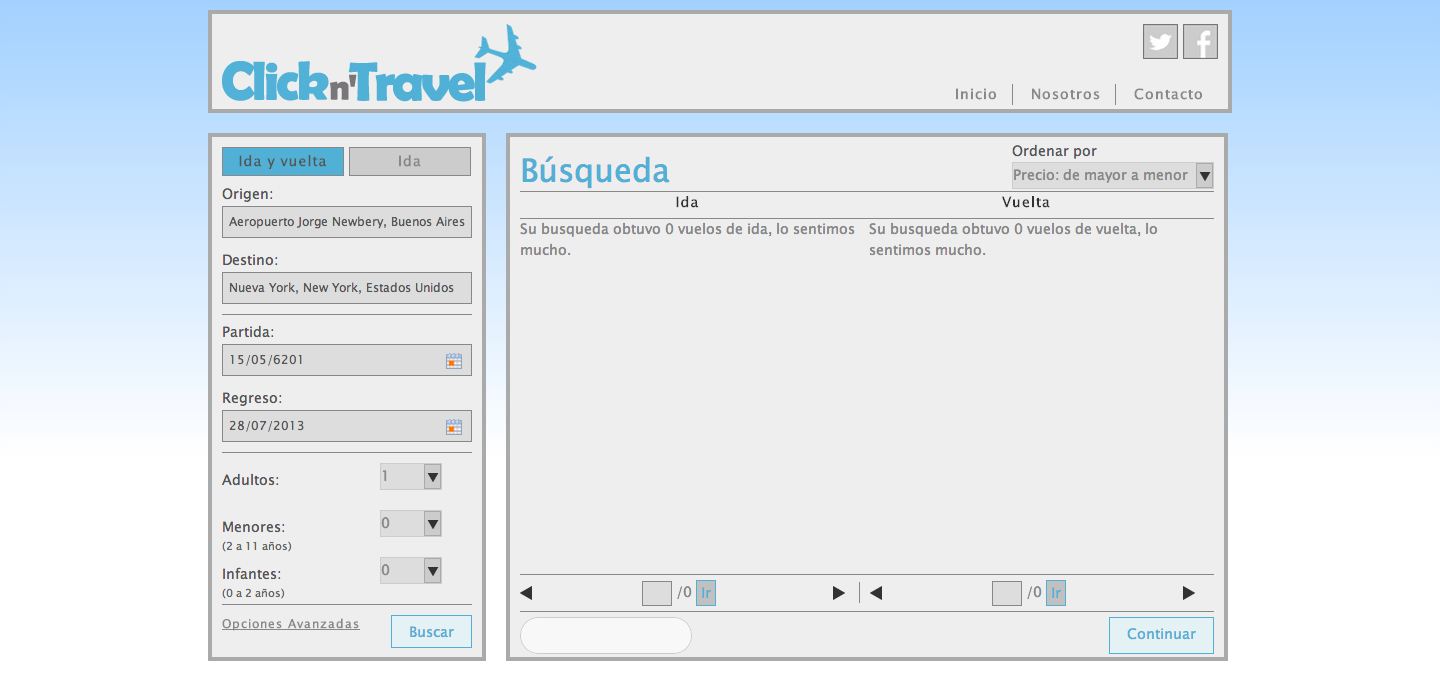 Clickn'Travel
Inicio
Nosotros
Contacto
Ida y vuelta
Ida
Origen:
Aeropuerto Jorge Newbery, Buenos Aires
Destino:
Nueva York, New York, Estados Unidos
Partida:
15/05/6201
Regreso:
28/07/2013
Adultos:
1
Menores:
0
(2 a 11 años)
Infantes:
0
(0 a 2 años)
Opciones Avanzadas
Buscar
Búsqueda
Ordenar por
Precio: de mayor a menor
Ida
Vuelta
Su busqueda obtuvo 0 vuelos de ida, lo sentimos
mucho.
Su busqueda obtuvo 0 vuelos de vuelta, lo
sentimos mucho.
/0 Ir
/0 Ir
Continuar